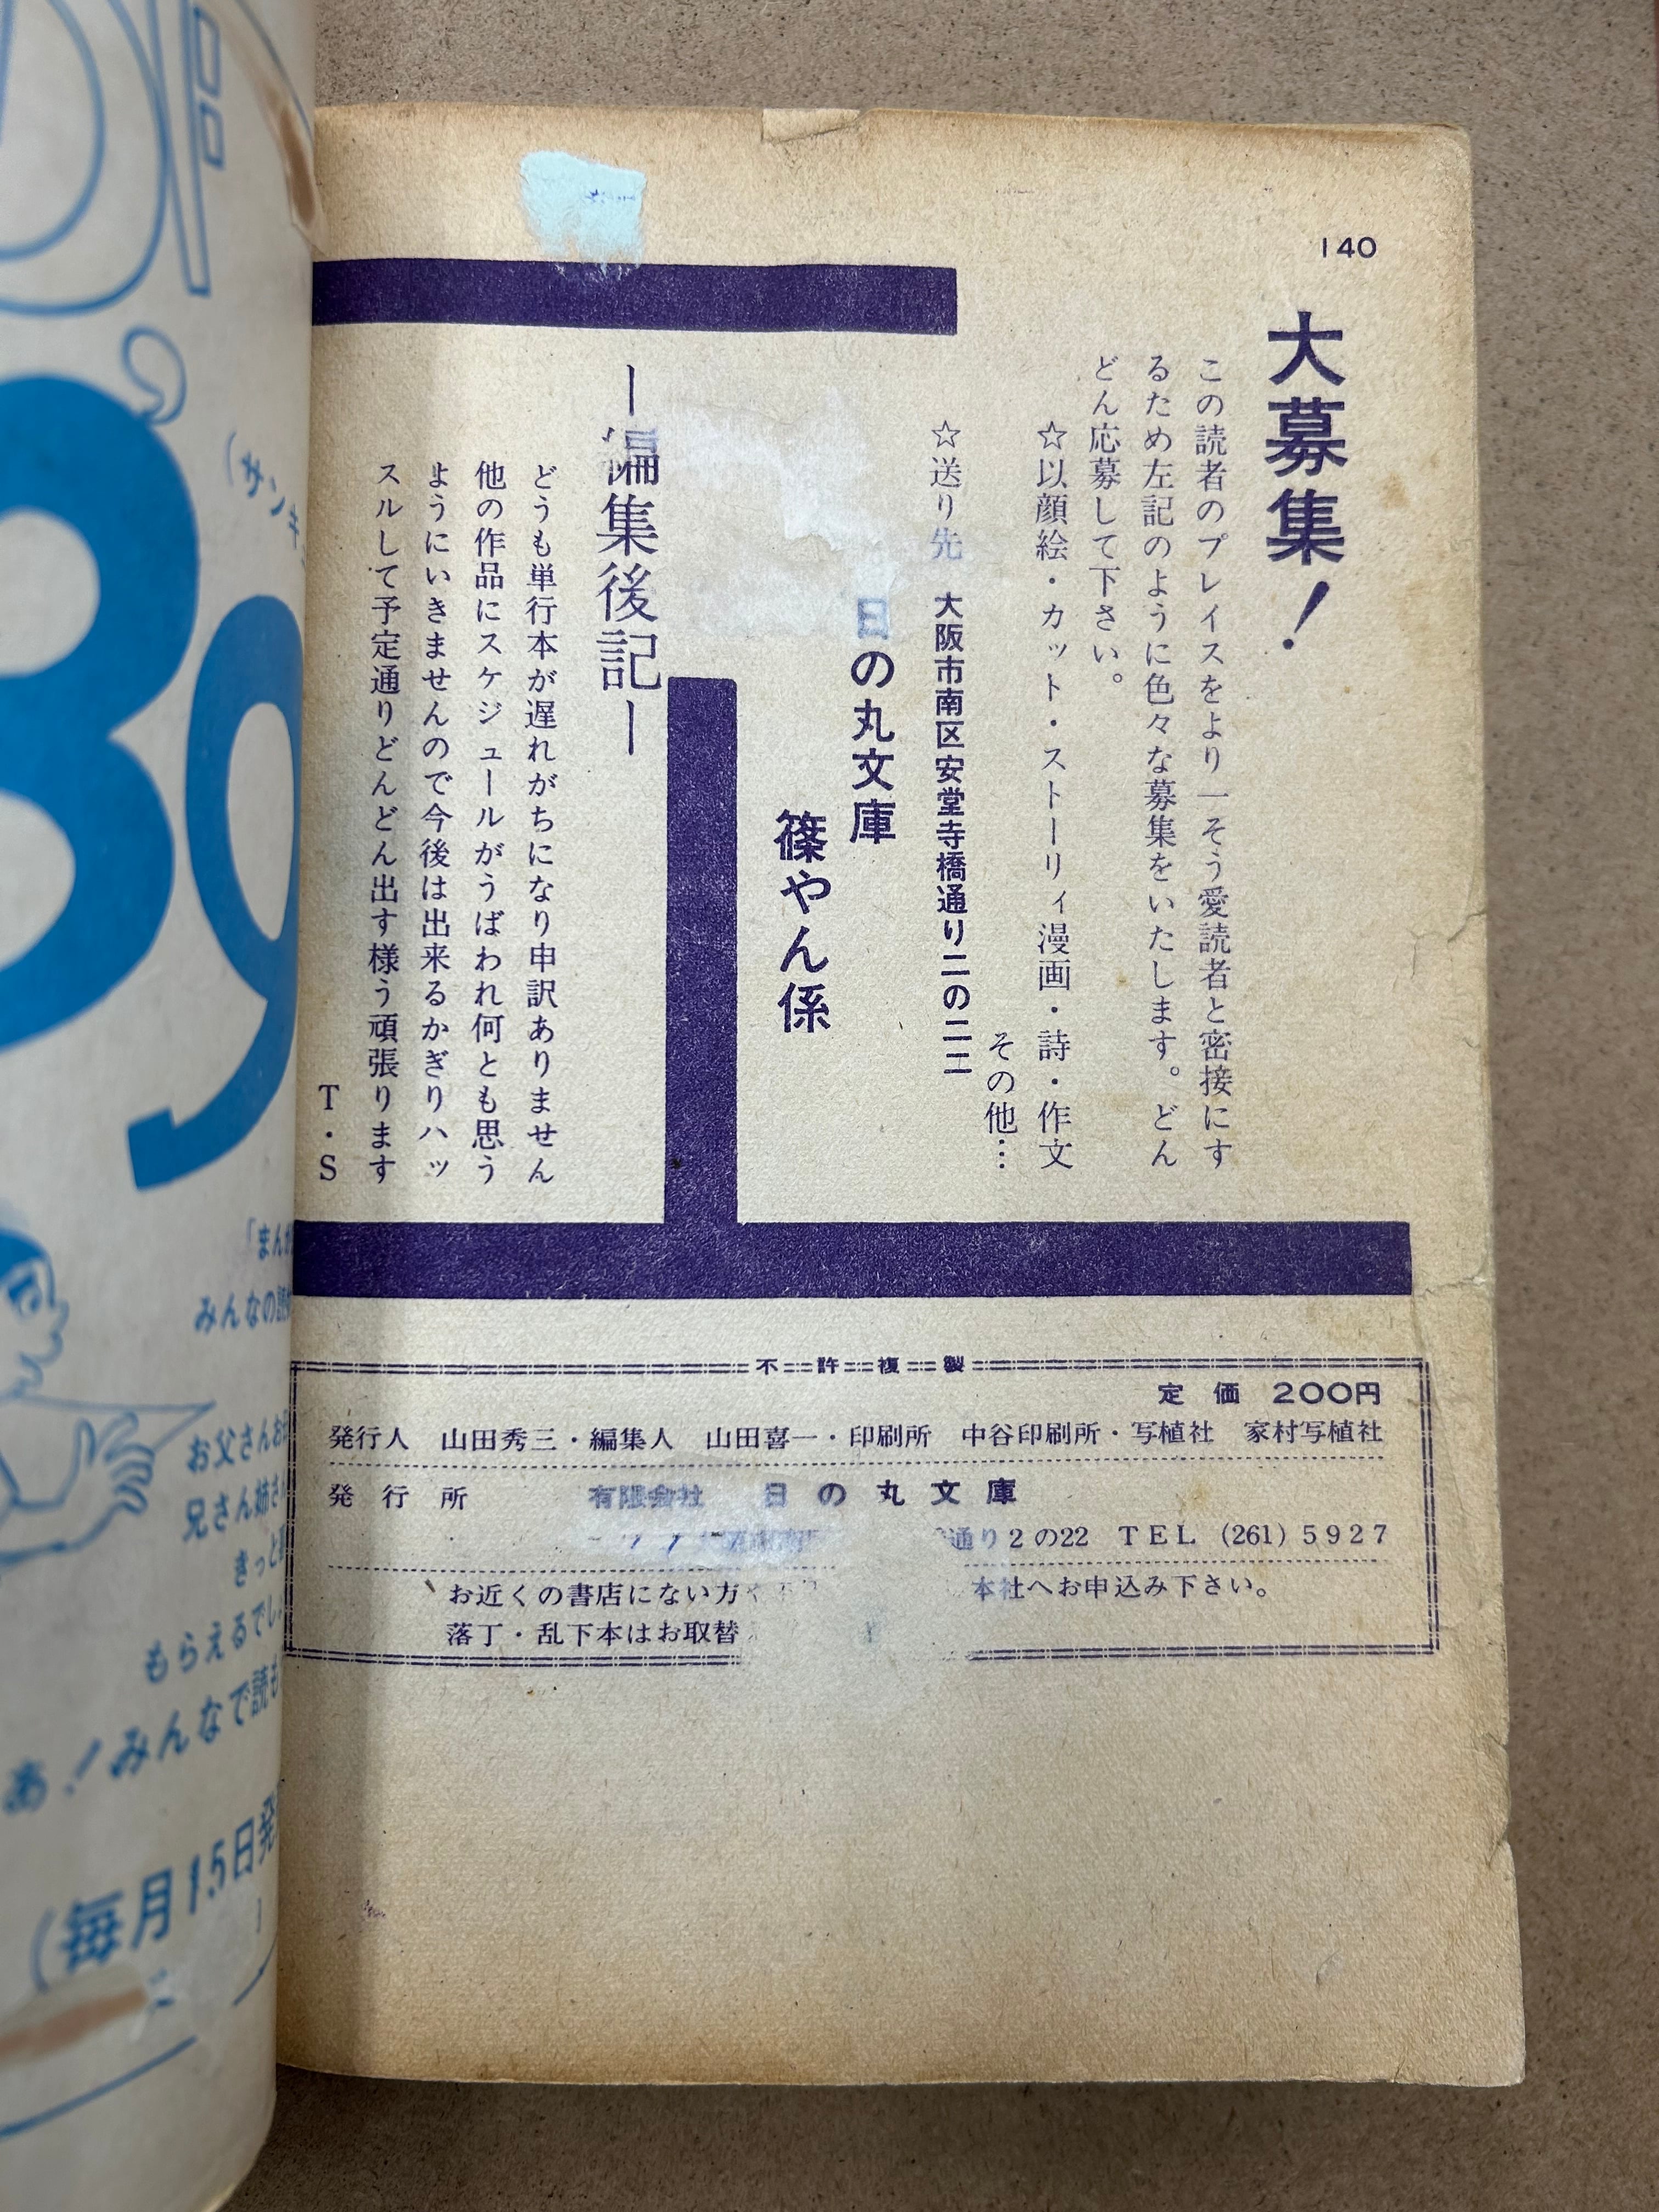 140
大募集！
この読者のプレイスをより一そう愛読者と密接にす
るため左記のように色々な募集をいたします。どん
どん応募して下さい。
☆以顔絵・カット・ストーリィ漫画・詩・作文
その他…
☆送り先 大阪市南区安堂寺橋通り二の二二
日の丸文庫
篠やん係
ー編集後記ー
どうも単行本が遅れがちになり申訳ありません
他の作品にスケジュールがうばわれ何とも思う
ようにいきませんので今後は出来るかぎりハッ
スルして予定通りどんどん出す様う頑張ります
T・S
不許複製
定価 200円
発行人 山田秀三・編集人 山田喜一・印刷所 中谷印刷所・写植社 家村写植社
発行所 有限会社 日の丸文庫
通り2の22 TEL (261) 5927
お近くの書店にない方 本社へお申込み下さい。
落丁・乱下本はお取替
39
(サンキ
「まんが
みんなの読
お父さんお
兄さん姉さ
きっと
もらえるでし
あ！みんなで読も
(毎月15日発